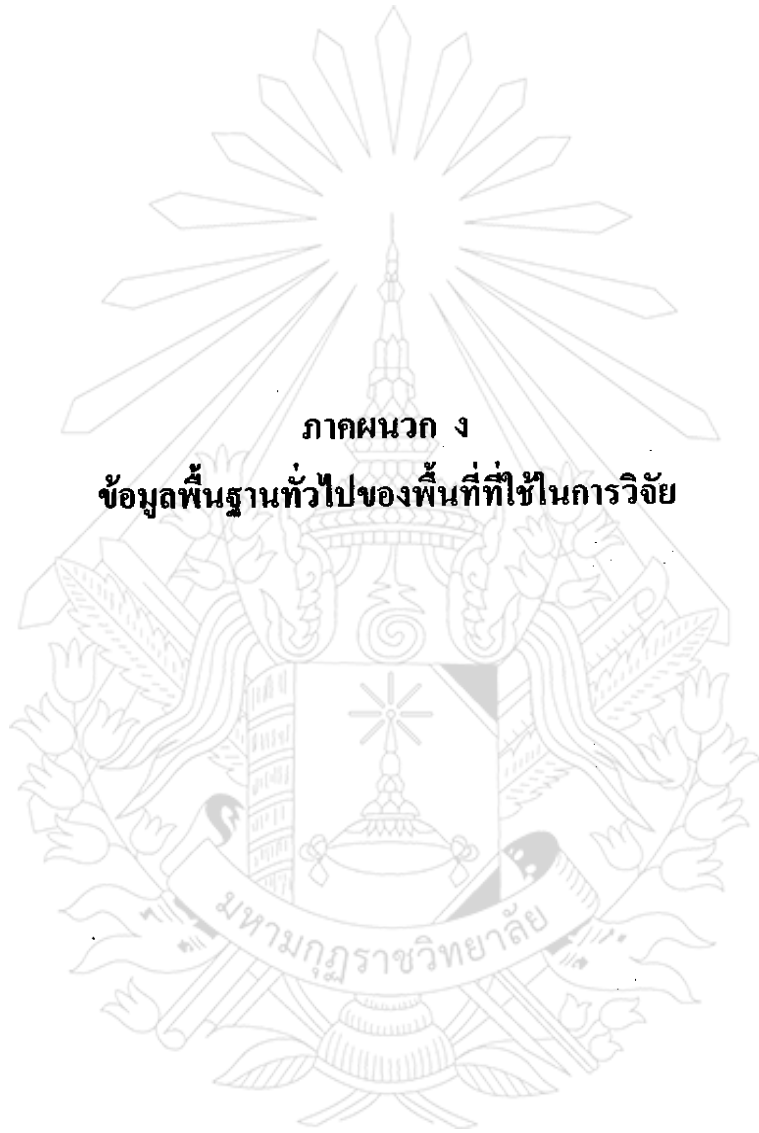 ภาคผนวก ง
ข้อมูลพื้นฐานทั่วไปของพื้นที่ที่ใช้ในการวิจัย
มหามกุฏราชวิทยาลัย